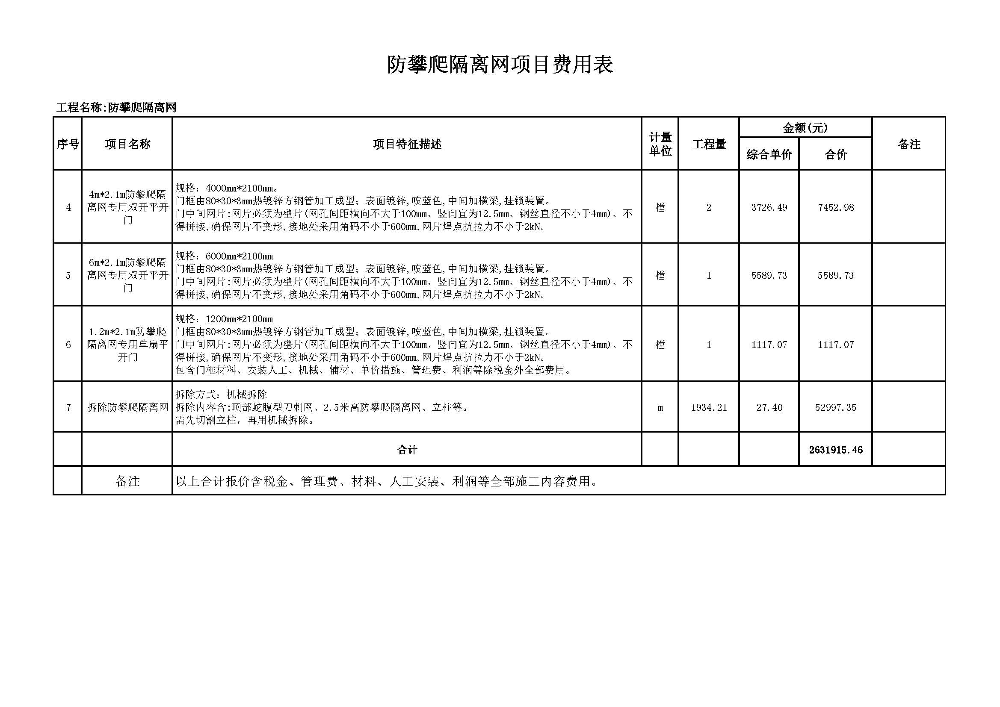 防攀爬隔离网项目费用表
工程名称:防攀爬隔离网
序号 项目名称 项目特征描述 计量单位 工程量 金额(元) 备注
综合单价 合价
4 4m*2.1m防攀爬隔离网专用双开平开门 规格：4000mm*2100mm。
门框由80*30*3mm热镀锌方钢管加工成型；表面镀锌,喷蓝色,中间加横梁,挂锁装置。
门中间网片:网片必须为整片(网孔间距横向不大于100mm、竖向宜为12.5mm、钢丝直径不小于4mm)、不
得拼接,确保网片不变形,接地处采用角码不小于600mm,网片焊点抗拉力不小于2kN。
樘 2 3726.49 7452.98
5 6m*2.1m防攀爬隔离网专用双开平开门 规格：6000mm*2100mm
门框由80*30*3mm热镀锌方钢管加工成型；表面镀锌,喷蓝色,中间加横梁,挂锁装置。
门中间网片:网片必须为整片(网孔间距横向不大于100mm、竖向宜为12.5mm、钢丝直径不小于4mm)、不
得拼接,确保网片不变形,接地处采用角码不小于600mm,网片焊点抗拉力不小于2kN。
樘 1 5589.73 5589.73
6 1.2m*2.1m防攀爬隔离网专用单扇平开门 规格：1200mm*2100mm
门框由80*30*3mm热镀锌方钢管加工成型；表面镀锌,喷蓝色,中间加横梁,挂锁装置。
门中间网片:网片必须为整片(网孔间距横向不大于100mm、竖向宜为12.5mm、钢丝直径不小于4mm)、不
得拼接,确保网片不变形,接地处采用角码不小于600mm,网片焊点抗拉力不小于2kN。
包含门框材料、安装人工、机械、辅材、单价措施、管理费、利润等除税金外全部费用。
樘 1 1117.07 1117.07
7 拆除防攀爬隔离网 拆除方式：机械拆除
拆除内容含:顶部蛇腹型刀刺网、2.5米高防攀爬隔离网、立柱等。
需先切割立柱，再用机械拆除。
m 1934.21 27.40 52997.35
合计 2631915.46
备注 以上合计报价含税金、管理费、材料、人工安装、利润等全部施工内容费用。